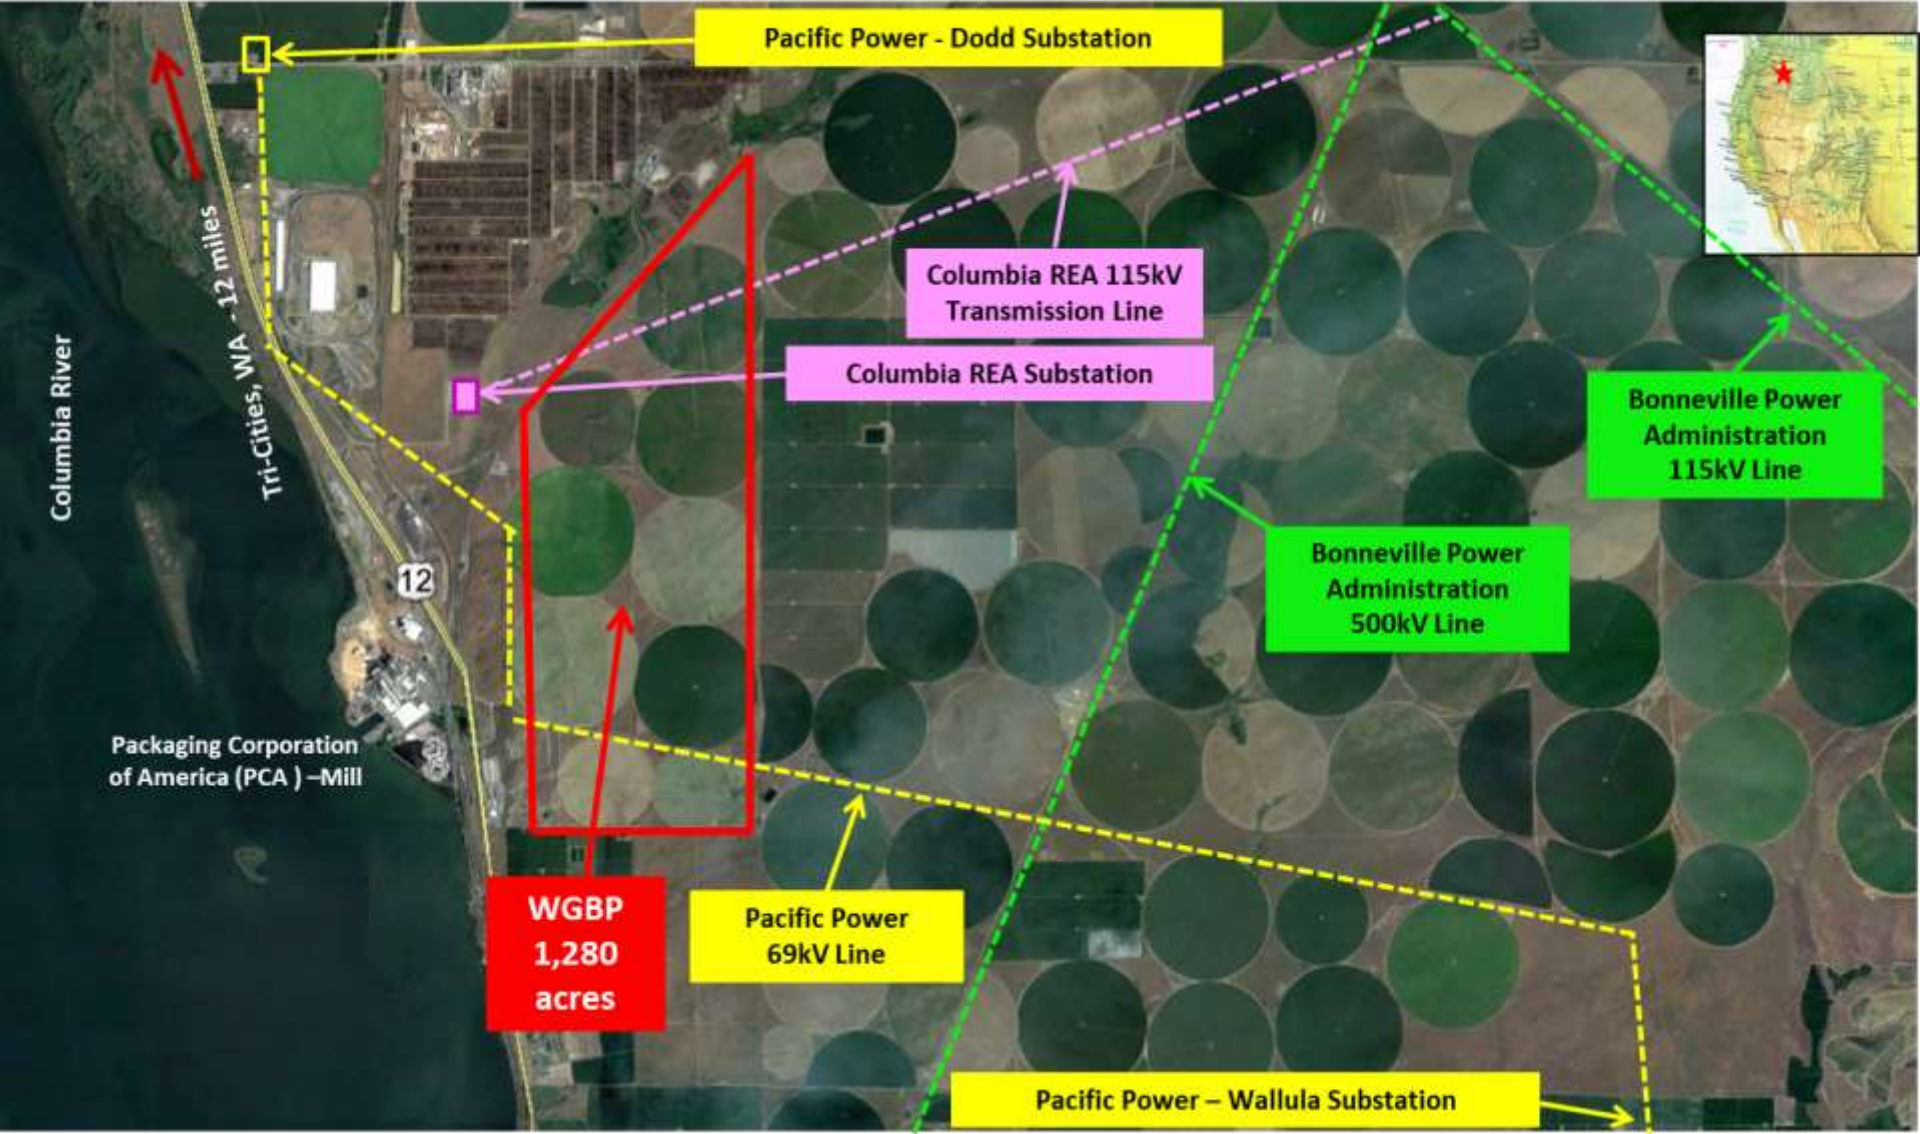 Pacific Power - Dodd Substation
Tri-Cities, WA - 12 miles
Columbia REA 115kV
Transmission Line
Columbia REA Substation
Columbia River
Bonneville Power
Administration
115kV Line
12
Bonneville Power
Administration
500kV Line
Packaging Corporation
of America (PCA ) –Mill
WGBP
1,280
acres
Pacific Power
69kV Line
Pacific Power – Wallula Substation